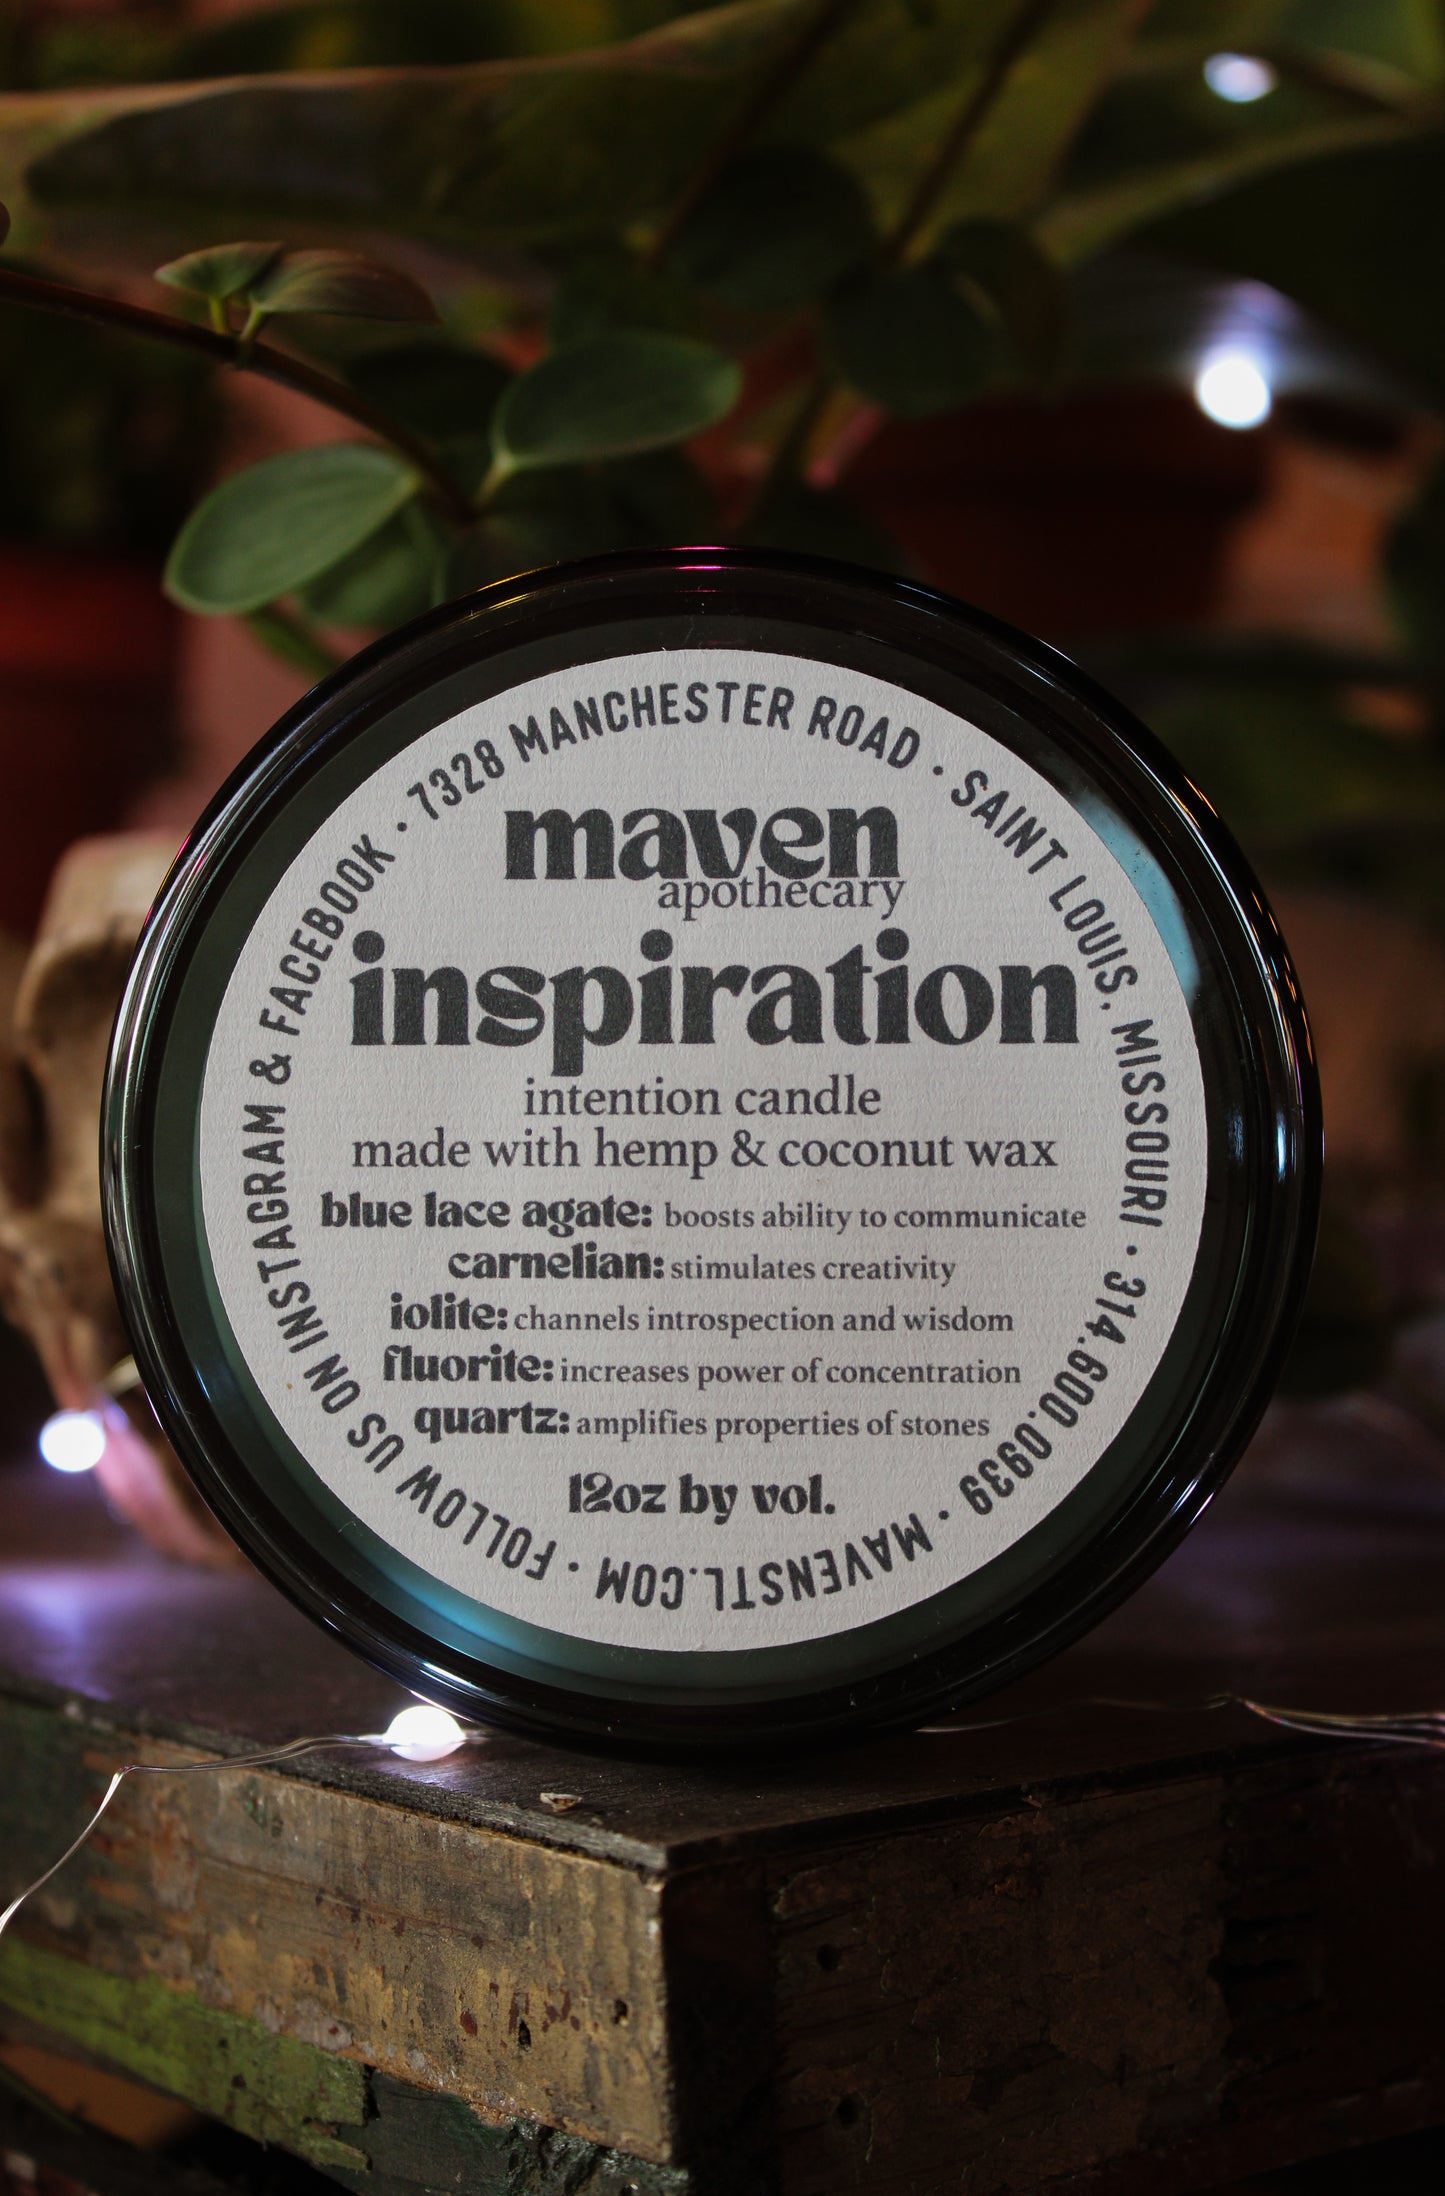 7328 MANCHESTER ROAD • SAINT LOUIS, MISSOURI • 314.600.0939 • MAVENSTL.COM • FOLLOW US ON INSTAGRAM & FACEBOOK •
maven
apothecary
inspiration
intention candle
made with hemp & coconut wax
blue lace agate: boosts ability to communicate
carnelian: stimulates creativity
iolite: channels introspection and wisdom
fluorite: increases power of concentration
quartz: amplifies properties of stones
12oz by vol.